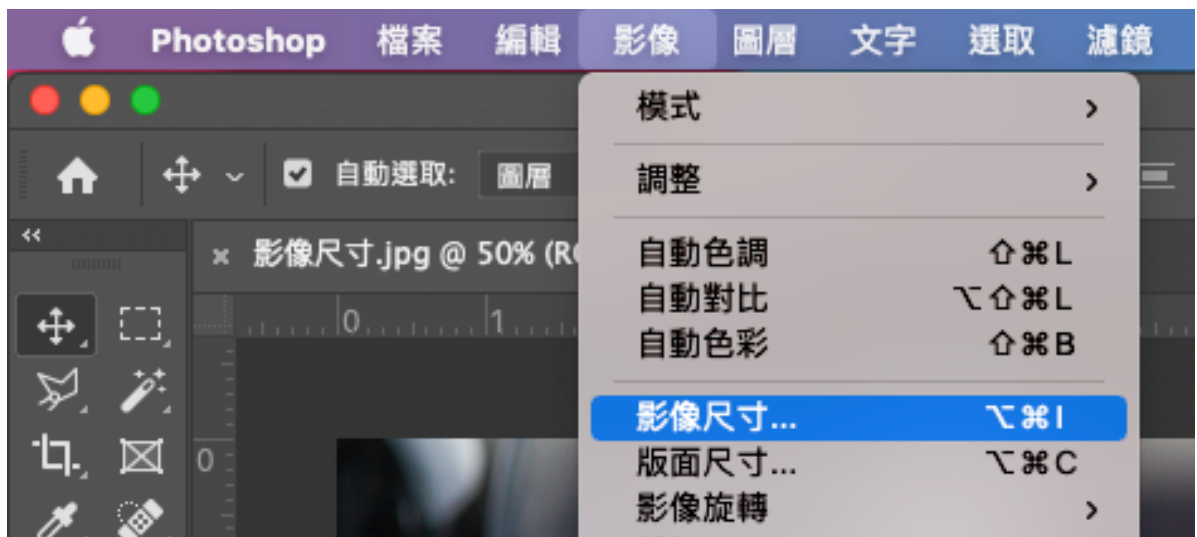 Photoshop 檔案 編輯 影像 圖層 文字 選取 濾鏡
模式 >
調整 >
自動選取: 圖層
自動色調 ⇧⌘L
自動對比 ⌥⇧⌘L
自動色彩 ⇧⌘B
影像尺寸... ⌥⌘I
版面尺寸... ⌥⌘C
影像旋轉 >
× 影像尺寸.jpg @ 50% (R
0 1
0